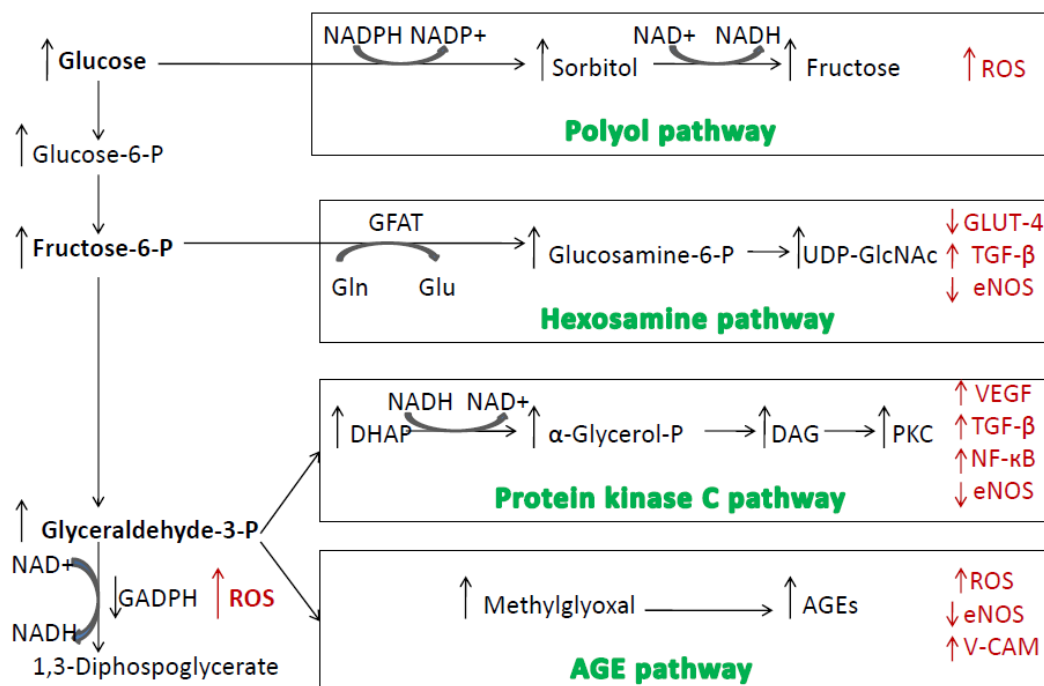 NADPH NADP+ NAD+ NADH
↑ Glucose ↑ Sorbitol ↑ Fructose ↑ ROS
Polyol pathway
↑ Glucose-6-P
GFAT ↓ GLUT-4
↑ Fructose-6-P ↑ Glucosamine-6-P ↑ UDP-GlcNAc ↑ TGF-β
Gln Glu ↓ eNOS
Hexosamine pathway
NADH NAD+ ↑ VEGF
↑ DHAP ↑ α-Glycerol-P ↑ DAG ↑ PKC ↑ TGF-β
↑ NF-κB
Protein kinase C pathway ↓ eNOS
↑ Glyceraldehyde-3-P
NAD+
↓ GADPH ↑ ROS ↑ Methylglyoxal ↑ AGEs ↑ ROS
↓ eNOS
NADH ↑ V-CAM
1,3-Diphospoglycerate AGE pathway